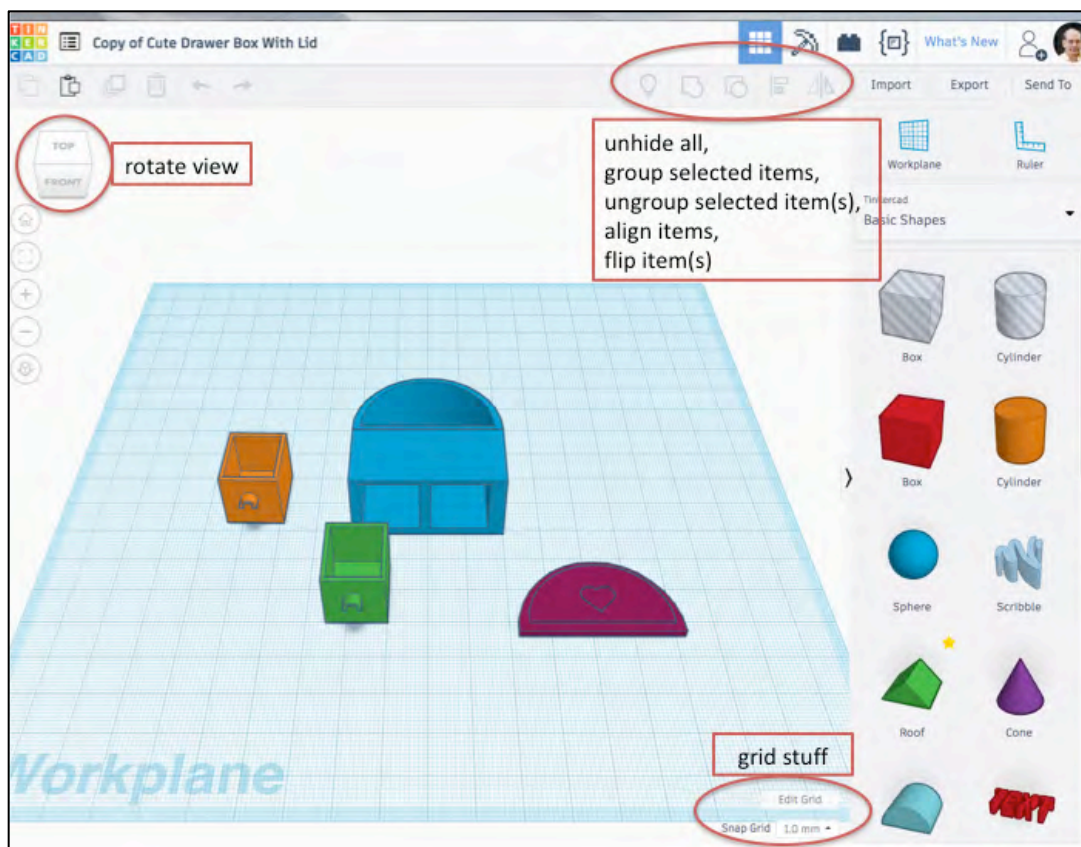 TIN
KER
CAD
Copy of Cute Drawer Box With Lid
What's New
Import Export Send To
TOP
FRONT
rotate view
unhide all,
group selected items,
ungroup selected item(s),
align items,
flip item(s)
Workplane Ruler
Tinkercad
Basic Shapes
Box Cylinder
Box Cylinder
Sphere Scribble
Roof Cone
TEXT
Workplane
grid stuff
Edit Grid
Snap Grid 1.0 mm